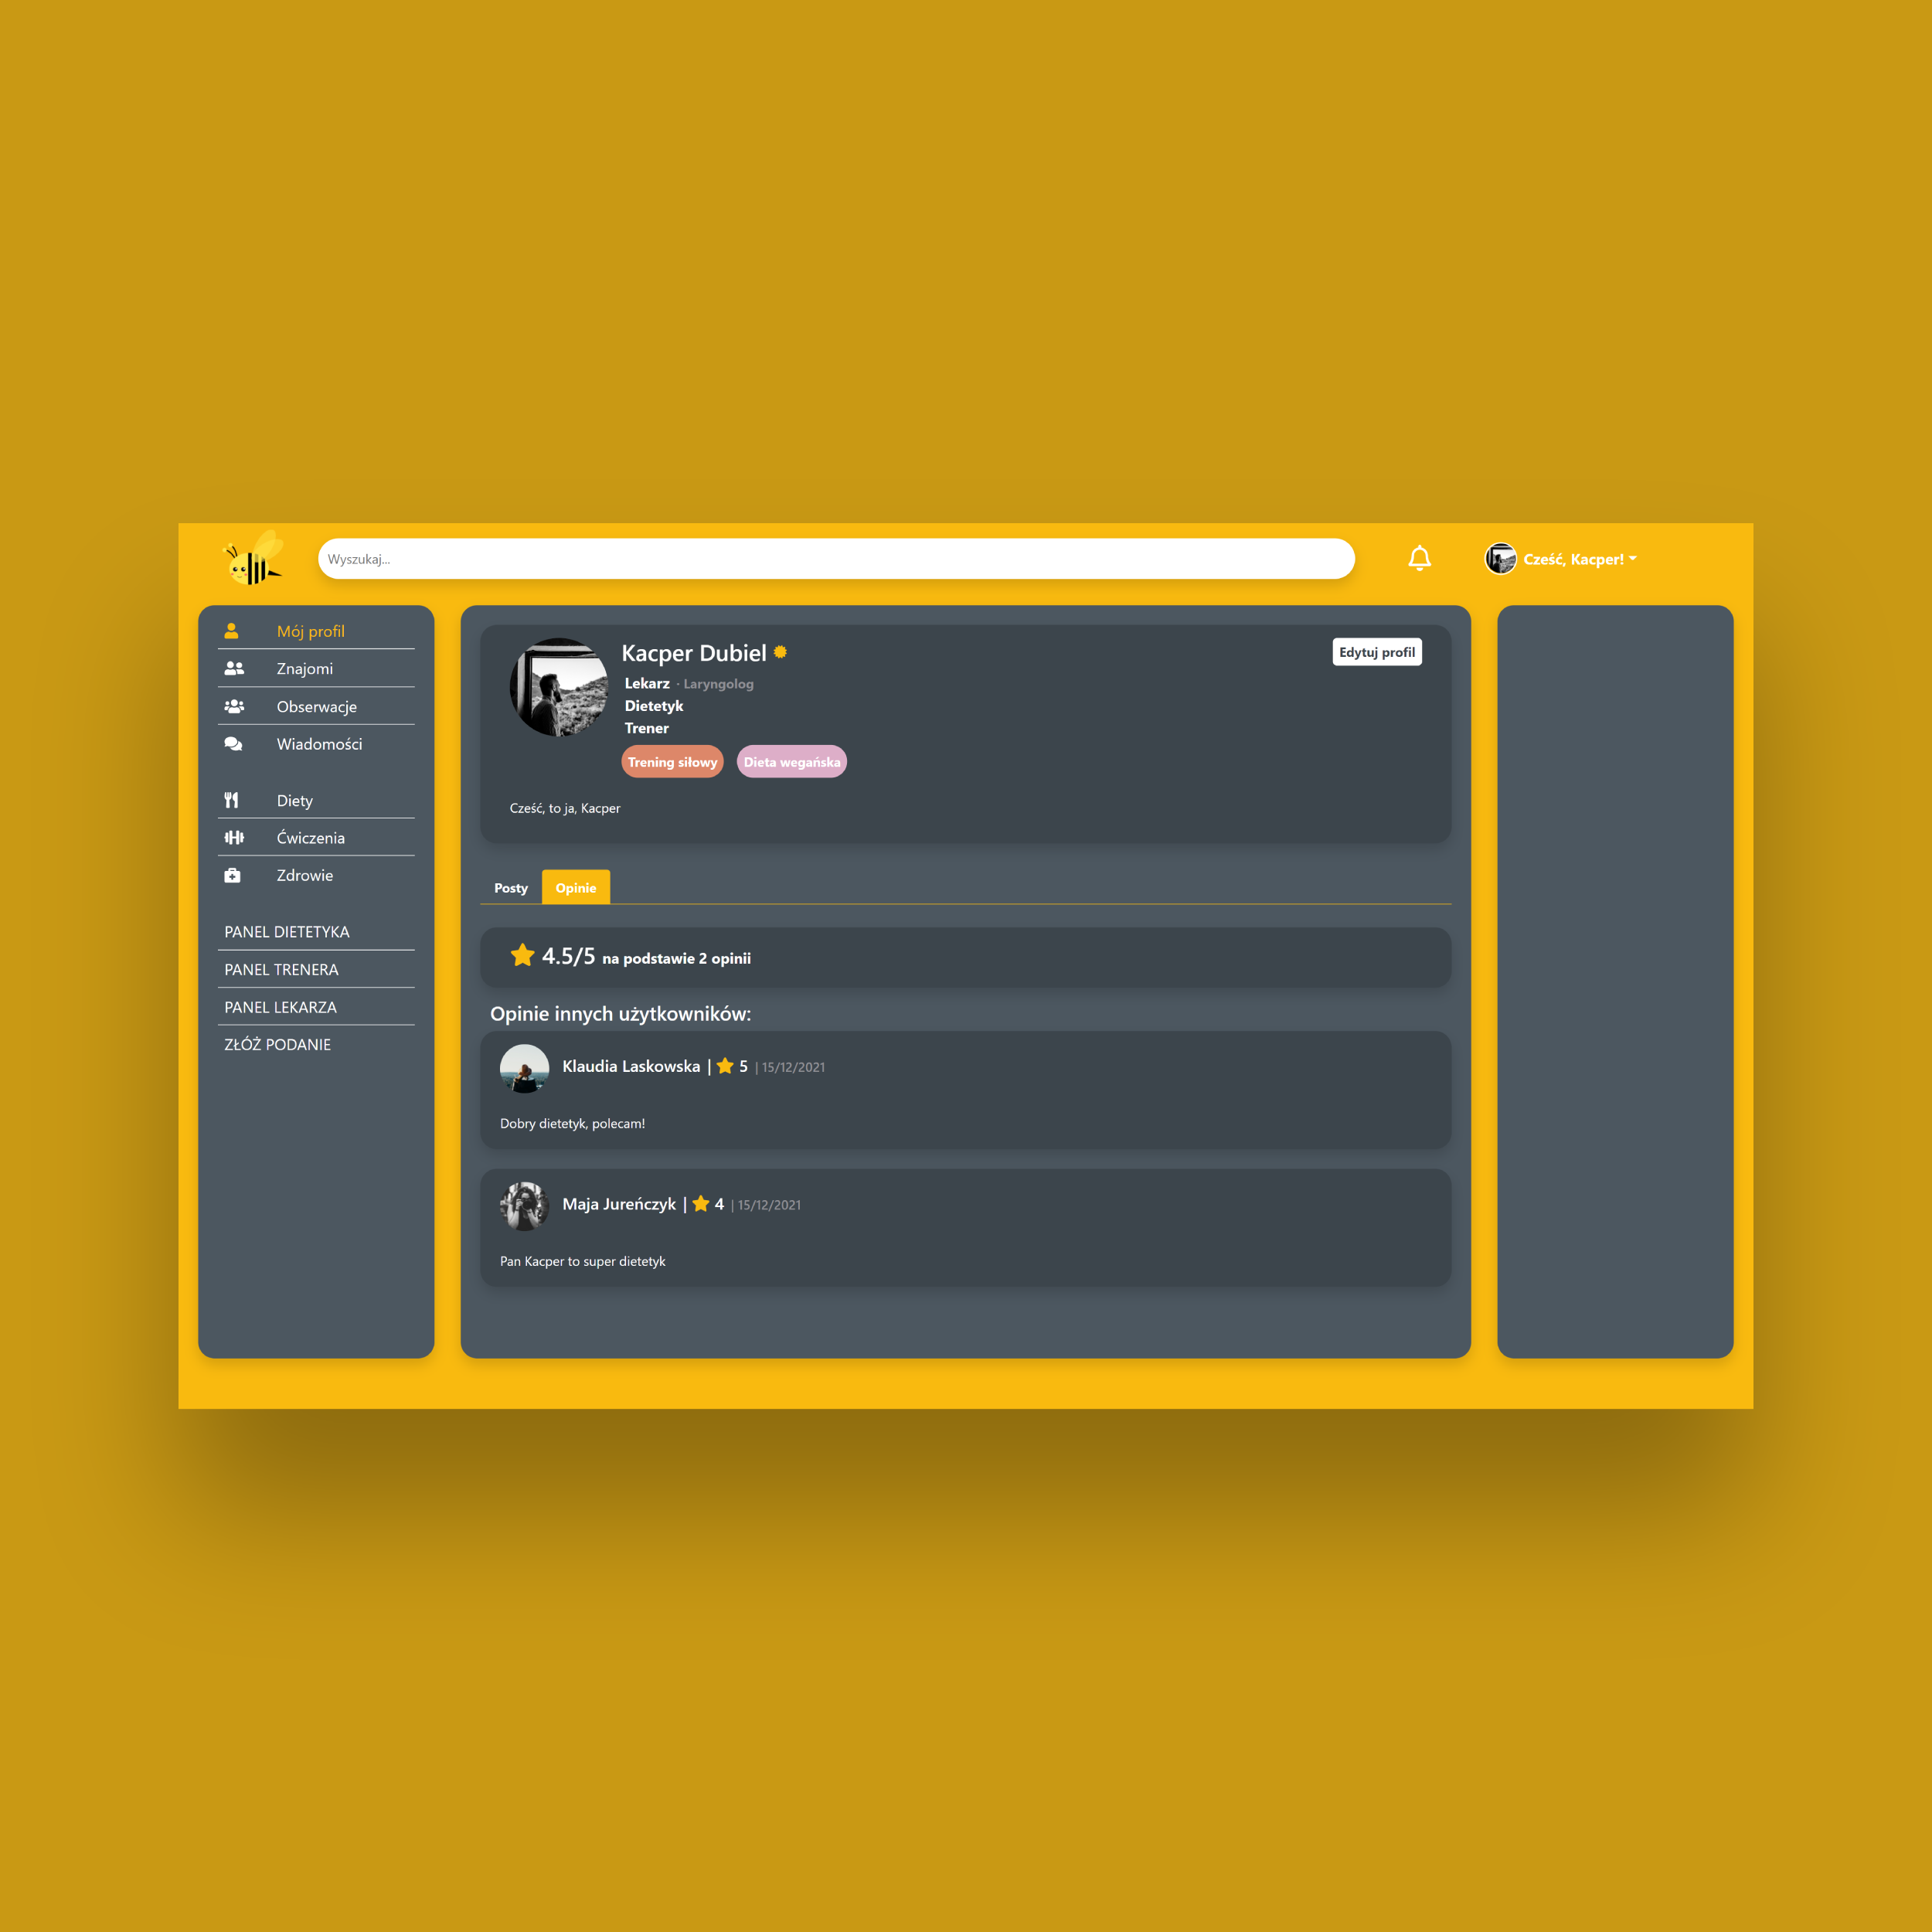 Wyszukaj...
Cześć, Kacper!
Mój profil
Znajomi
Obserwacje
Wiadomości
Diety
Ćwiczenia
Zdrowie
PANEL DIETETYKA
PANEL TRENERA
PANEL LEKARZA
ZŁÓŻ PODANIE
Kacper Dubiel
Edytuj profil
Lekarz · Laryngolog
Dietetyk
Trener
Trening siłowy Dieta wegańska
Cześć, to ja, Kacper
Posty Opinie
4.5/5 na podstawie 2 opinii
Opinie innych użytkowników:
Klaudia Laskowska | 5 | 15/12/2021
Dobry dietetyk, polecam!
Maja Jureńczyk | 4 | 15/12/2021
Pan Kacper to super dietetyk